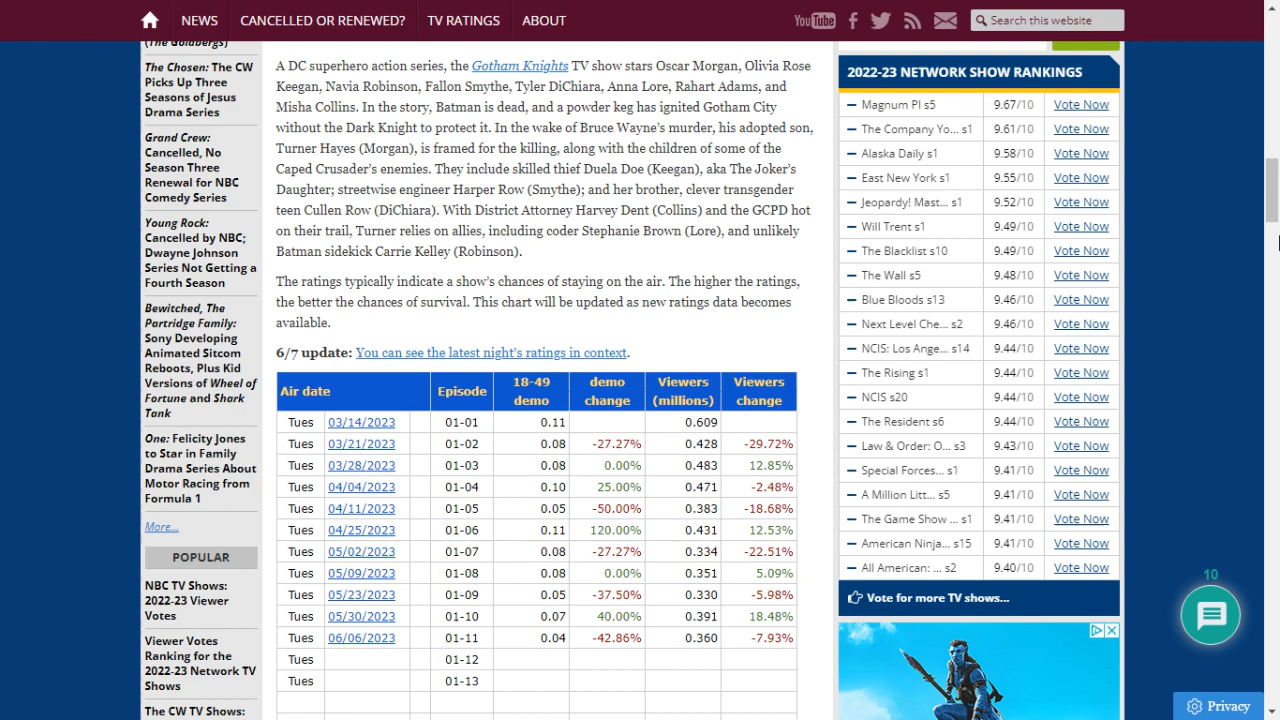 NEWS CANCELLED OR RENEWED? TV RATINGS ABOUT
You Tube
Search this website
(The Goldbergs)
The Chosen: The CW
Picks Up Three
Seasons of Jesus
Drama Series
Grand Crew:
Cancelled, No
Season Three
Renewal for NBC
Comedy Series
Young Rock:
Cancelled by NBC;
Dwayne Johnson
Series Not Getting a
Fourth Season
Bewitched, The
Partridge Family:
Sony Developing
Animated Sitcom
Reboots, Plus Kid
Versions of Wheel of
Fortune and Shark
Tank
One: Felicity Jones
to Star in Family
Drama Series About
Motor Racing from
Formula 1
More...
POPULAR
NBC TV Shows:
2022-23 Viewer
Votes
Viewer Votes
Ranking for the
2022-23 Network TV
Shows
The CW TV Shows:
A DC superhero action series, the Gotham Knights TV show stars Oscar Morgan, Olivia Rose
Keegan, Navia Robinson, Fallon Smythe, Tyler DiChiara, Anna Lore, Rahart Adams, and
Misha Collins. In the story, Batman is dead, and a powder keg has ignited Gotham City
without the Dark Knight to protect it. In the wake of Bruce Wayne's murder, his adopted son,
Turner Hayes (Morgan), is framed for the killing, along with the children of some of the
Caped Crusader's enemies. They include skilled thief Duela Doe (Keegan), aka The Joker's
Daughter; streetwise engineer Harper Row (Smythe); and her brother, clever transgender
teen Cullen Row (DiChiara). With District Attorney Harvey Dent (Collins) and the GCPD hot
on their trail, Turner relies on allies, including coder Stephanie Brown (Lore), and unlikely
Batman sidekick Carrie Kelley (Robinson).
The ratings typically indicate a show's chances of staying on the air. The higher the ratings,
the better the chances of survival. This chart will be updated as new ratings data becomes
available.
6/7 update: You can see the latest night's ratings in context.
Air date Episode 18-49 demo demo change Viewers (millions) Viewers change
Tues 03/14/2023 01-01 0.11 0.609
Tues 03/21/2023 01-02 0.08 -27.27% 0.428 -29.72%
Tues 03/28/2023 01-03 0.08 0.00% 0.483 12.85%
Tues 04/04/2023 01-04 0.10 25.00% 0.471 -2.48%
Tues 04/11/2023 01-05 0.05 -50.00% 0.383 -18.68%
Tues 04/25/2023 01-06 0.11 120.00% 0.431 12.53%
Tues 05/02/2023 01-07 0.08 -27.27% 0.334 -22.51%
Tues 05/09/2023 01-08 0.08 0.00% 0.351 5.09%
Tues 05/23/2023 01-09 0.05 -37.50% 0.330 -5.98%
Tues 05/30/2023 01-10 0.07 40.00% 0.391 18.48%
Tues 06/06/2023 01-11 0.04 -42.86% 0.360 -7.93%
Tues 01-12
Tues 01-13
2022-23 NETWORK SHOW RANKINGS
Magnum PI s5 9.67/10 Vote Now
The Company Yo... s1 9.61/10 Vote Now
Alaska Daily s1 9.58/10 Vote Now
East New York s1 9.55/10 Vote Now
Jeopardy! Mast... s1 9.52/10 Vote Now
Will Trent s1 9.49/10 Vote Now
The Blacklist s10 9.49/10 Vote Now
The Wall s5 9.48/10 Vote Now
Blue Bloods s13 9.46/10 Vote Now
Next Level Che... s2 9.46/10 Vote Now
NCIS: Los Ange... s14 9.44/10 Vote Now
The Rising s1 9.44/10 Vote Now
NCIS s20 9.44/10 Vote Now
The Resident s6 9.44/10 Vote Now
Law & Order: O... s3 9.43/10 Vote Now
Special Forces... s1 9.41/10 Vote Now
A Million Litt... s5 9.41/10 Vote Now
The Game Show ... s1 9.41/10 Vote Now
American Ninja... s15 9.41/10 Vote Now
All American: ... s2 9.40/10 Vote Now
Vote for more TV shows...
10
Privacy